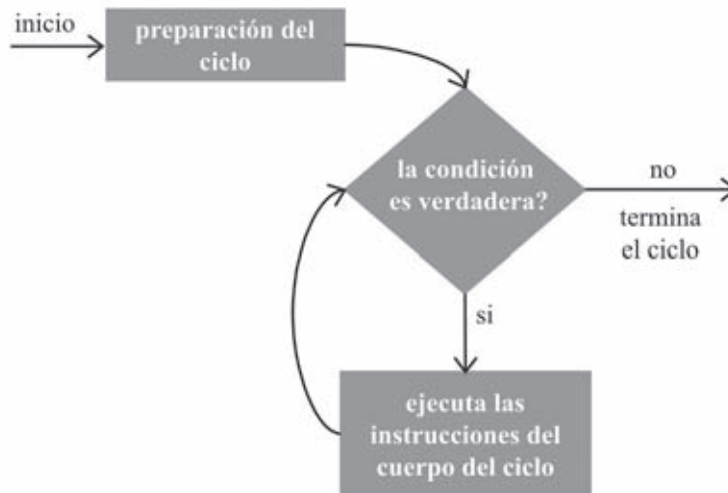 inicio
preparación del
ciclo
la condición
es verdadera?
no
termina
el ciclo
si
ejecuta las
instrucciones del
cuerpo del ciclo